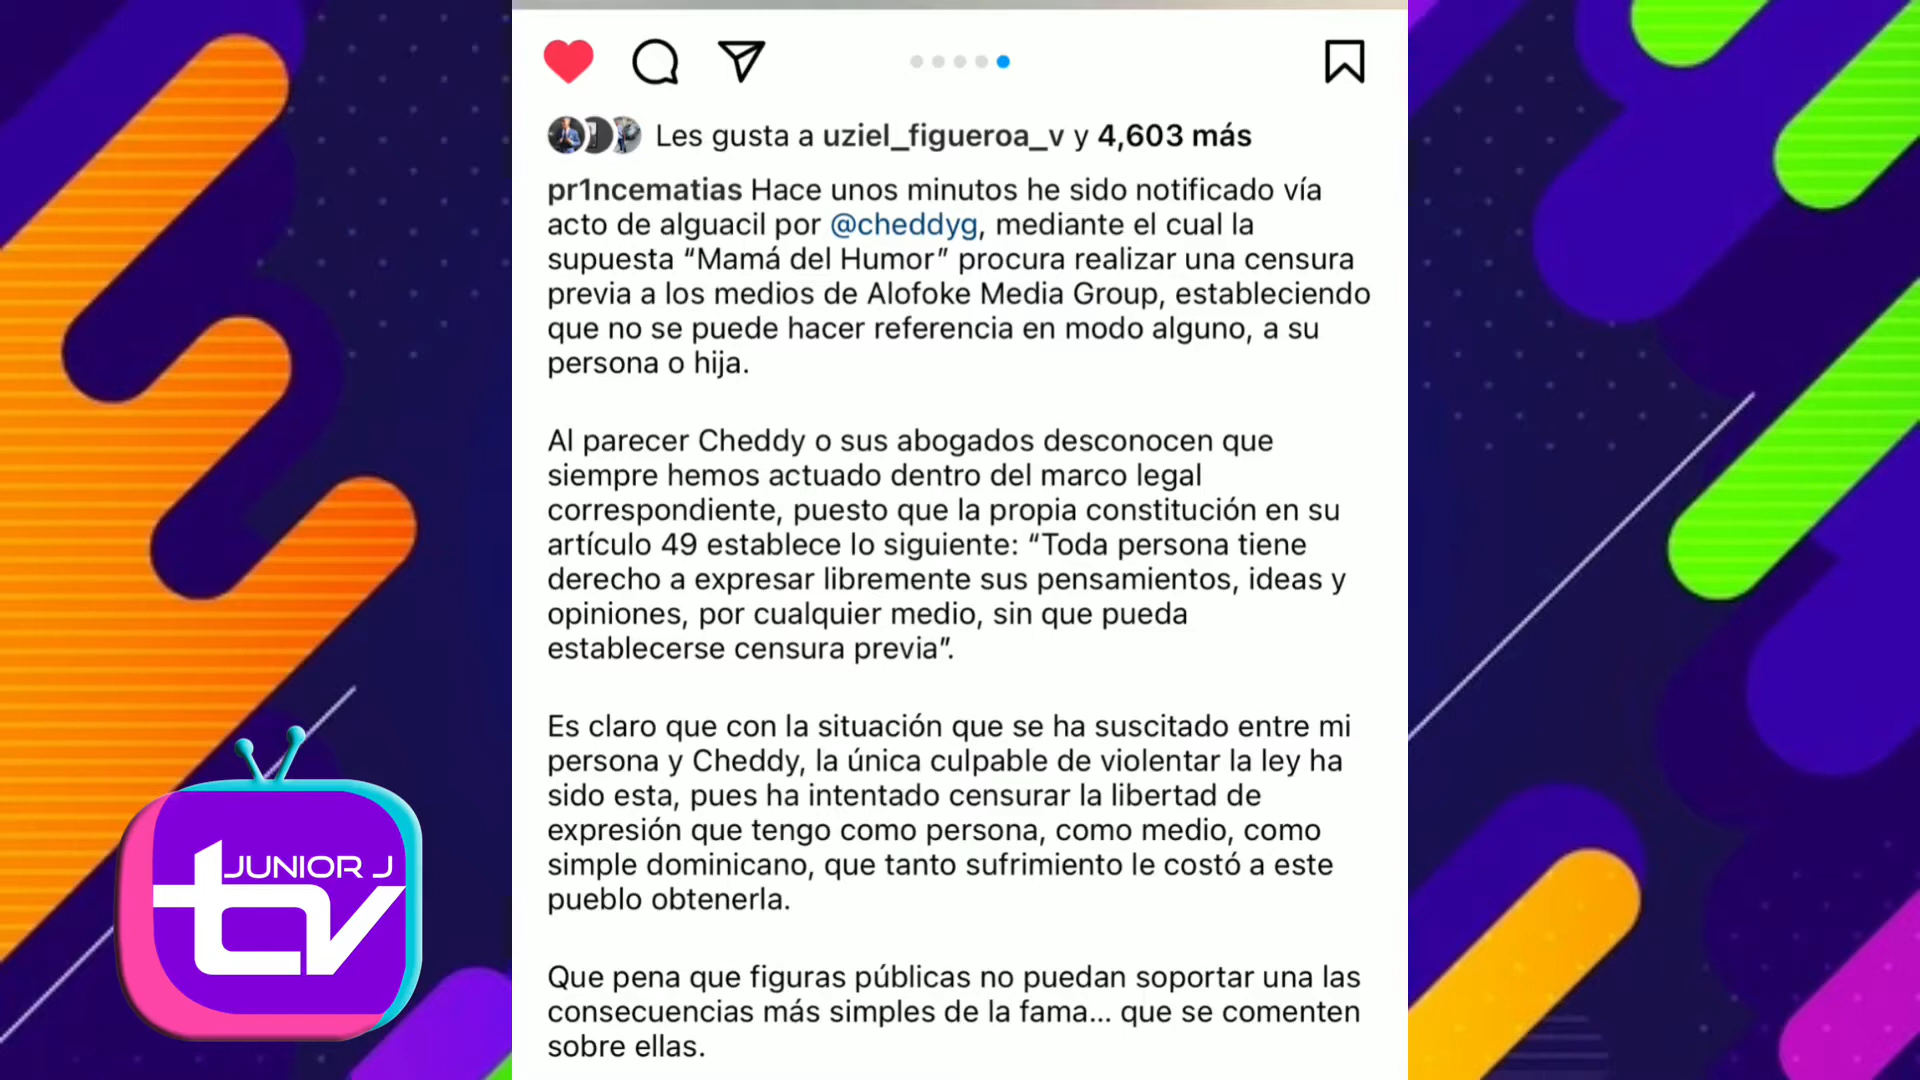 Les gusta a uziel_figueroa_v y 4,603 más
pr1ncematias Hace unos minutos he sido notificado vía
acto de alguacil por @cheddyg, mediante el cual la
supuesta “Mamá del Humor” procura realizar una censura
previa a los medios de Alofoke Media Group, estableciendo
que no se puede hacer referencia en modo alguno, a su
persona o hija.
Al parecer Cheddy o sus abogados desconocen que
siempre hemos actuado dentro del marco legal
correspondiente, puesto que la propia constitución en su
artículo 49 establece lo siguiente: “Toda persona tiene
derecho a expresar libremente sus pensamientos, ideas y
opiniones, por cualquier medio, sin que pueda
establecerse censura previa”.
Es claro que con la situación que se ha suscitado entre mi
persona y Cheddy, la única culpable de violentar la ley ha
sido esta, pues ha intentado censurar la libertad de
expresión que tengo como persona, como medio, como
simple dominicano, que tanto sufrimiento le costó a este
pueblo obtenerla.
Que pena que figuras públicas no puedan soportar una las
consecuencias más simples de la fama... que se comenten
sobre ellas.
JUNIOR J
tv